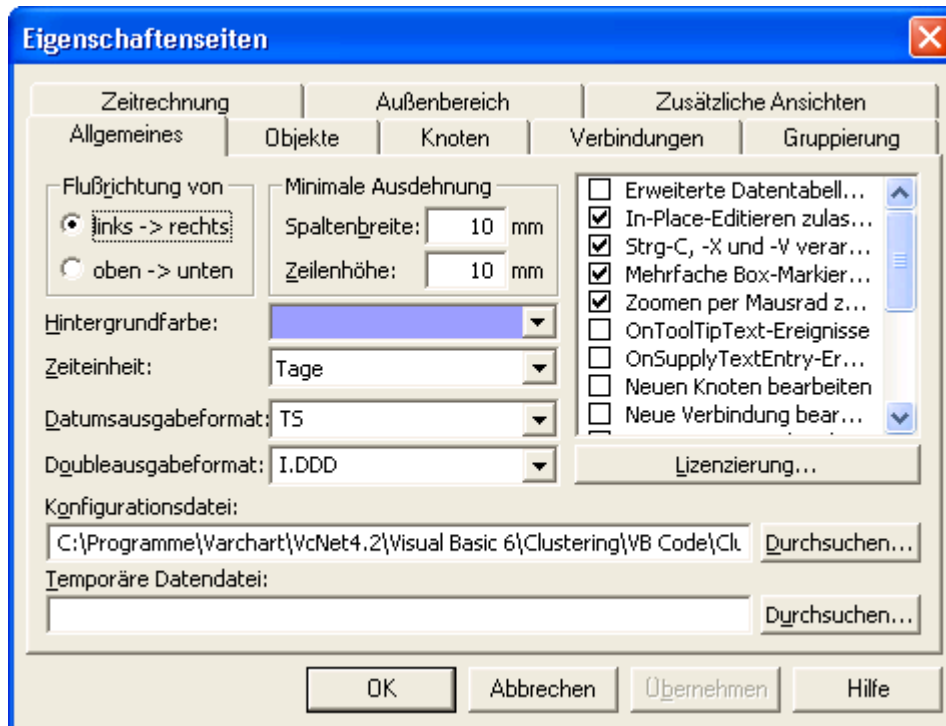 Eigenschaftenseiten
Zeitrechnung Außenbereich Zusätzliche Ansichten
Allgemeines Objekte Knoten Verbindungen Gruppierung
Flußrichtung von
links -> rechts
oben -> unten
Minimale Ausdehnung
Spaltenbreite: 10 mm
Zeilenhöhe: 10 mm
Erweiterte Datentabell...
In-Place-Editieren zulas...
Strg-C, -X und -V verar...
Mehrfache Box-Markier...
Zoomen per Mausrad z...
OnToolTipText-Ereignisse
OnSupplyTextEntry-Er...
Neuen Knoten bearbeiten
Neue Verbindung bear...
Hintergrundfarbe:
Zeiteinheit: Tage
Datumsausgabeformat: TS
Doubleausgabeformat: I.DDD
Lizenzierung...
Konfigurationsdatei:
C:\Programme\Varchart\VcNet4.2\Visual Basic 6\Clustering\VB Code\Clu Durchsuchen...
Temporäre Datendatei:
Durchsuchen...
OK Abbrechen Übernehmen Hilfe